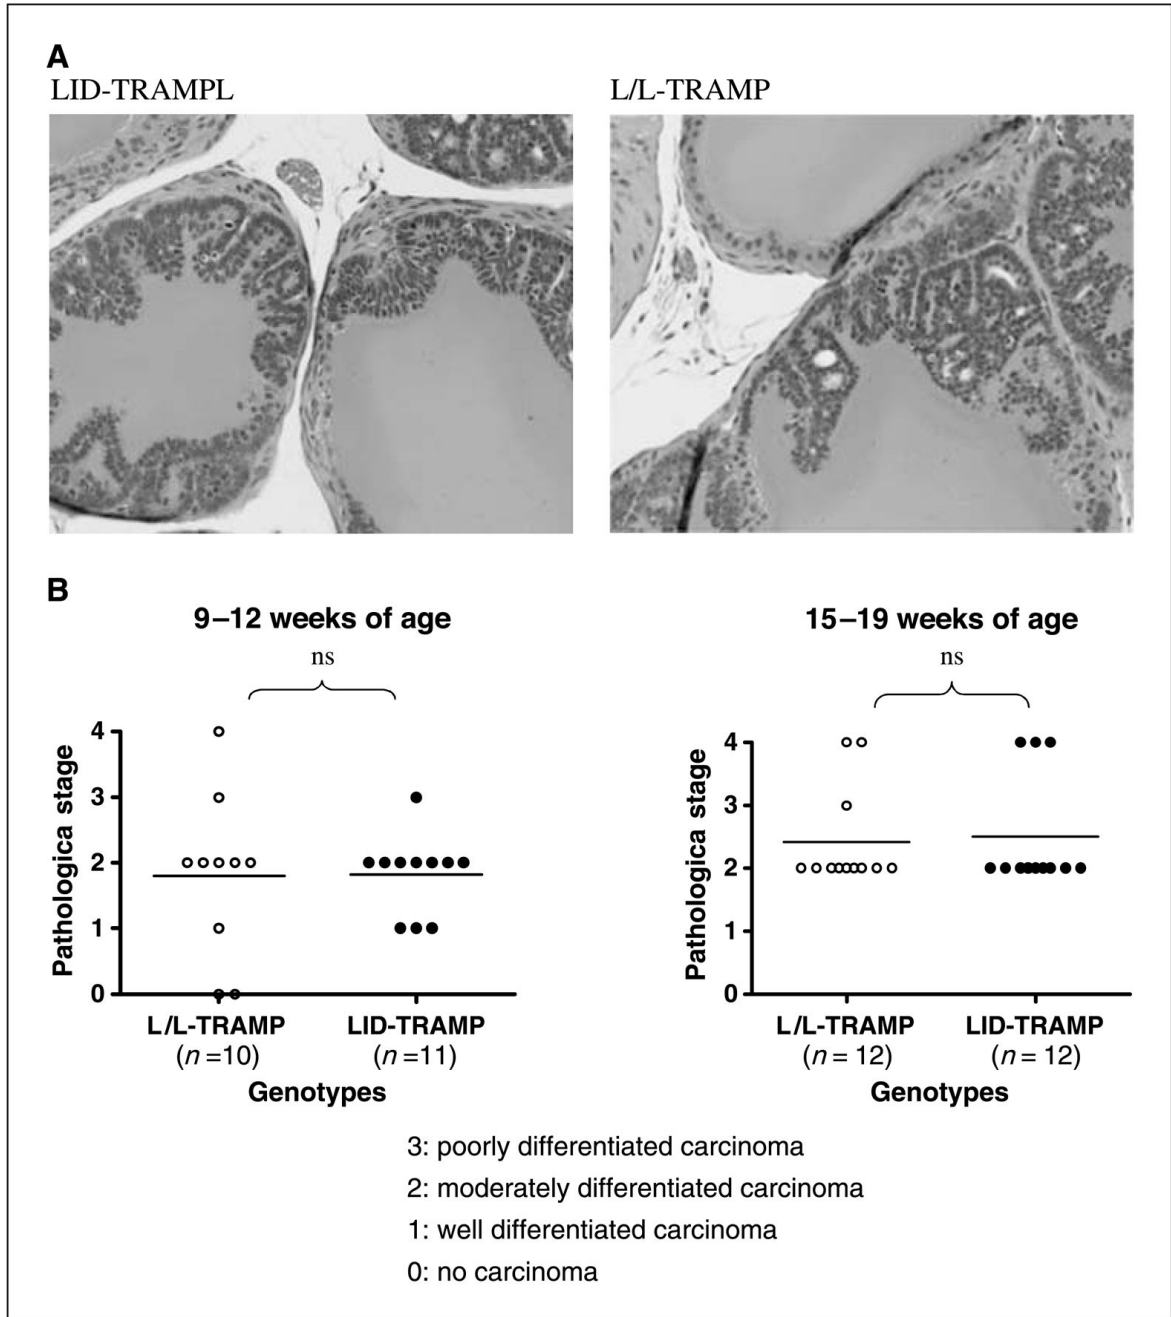 A
LID-TRAMPL
L/L-TRAMP
B
9–12 weeks of age
ns
Pathologica stage
4
3
2
1
0
L/L-TRAMP
(n =10)
LID-TRAMP
(n =11)
Genotypes
15–19 weeks of age
ns
Pathologica stage
4
3
2
1
0
L/L-TRAMP
(n = 12)
LID-TRAMP
(n = 12)
Genotypes
3: poorly differentiated carcinoma
2: moderately differentiated carcinoma
1: well differentiated carcinoma
0: no carcinoma